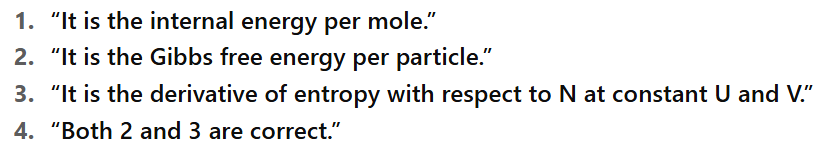 1. “It is the internal energy per mole.”
2. “It is the Gibbs free energy per particle.”
3. “It is the derivative of entropy with respect to N at constant U and V.”
4. “Both 2 and 3 are correct.”